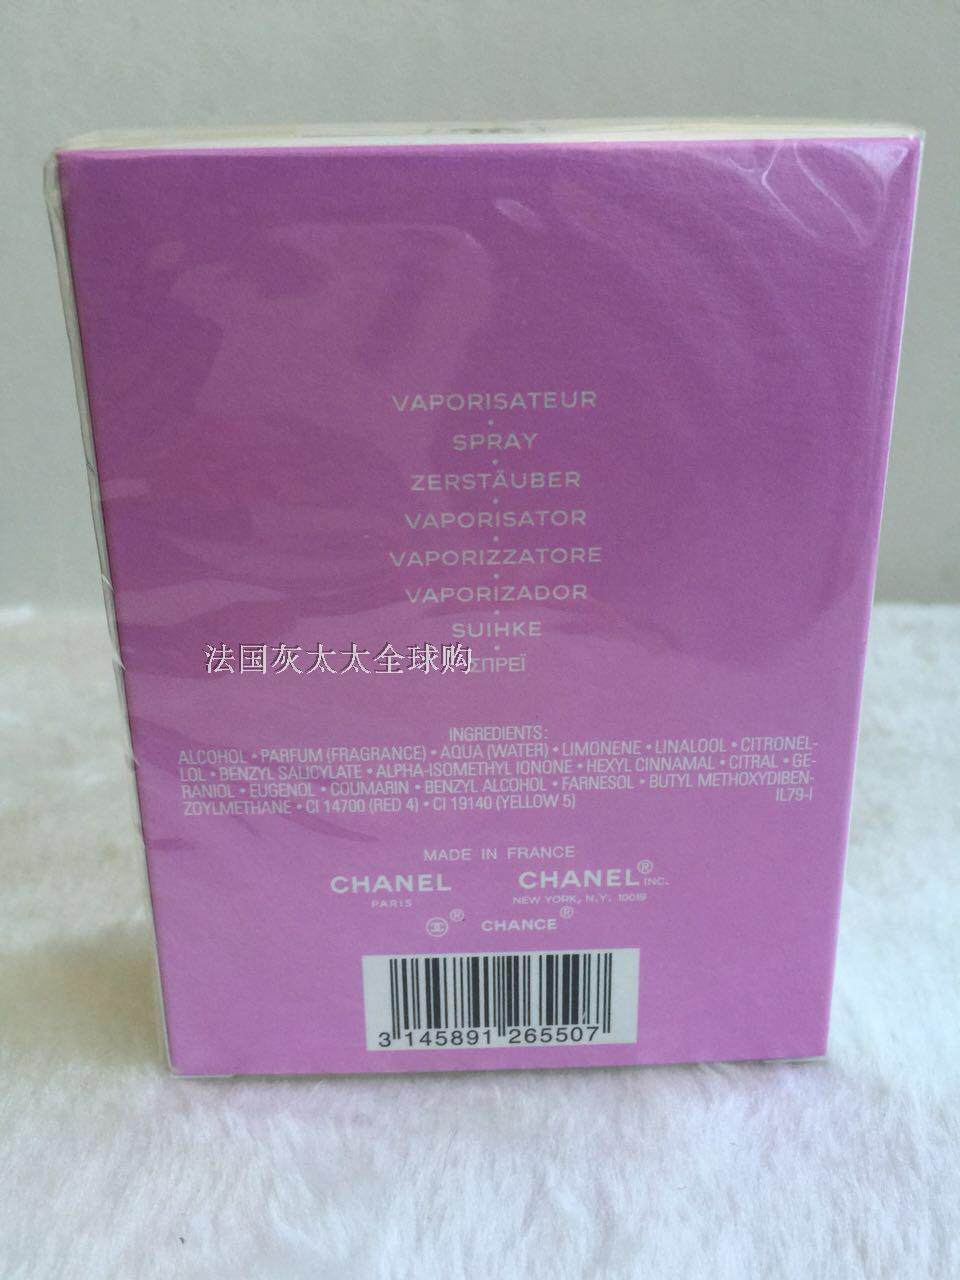 VAPORISATEUR
SPRAY
ZERSTÄUBER
VAPORISATOR
VAPORIZZATORE
VAPORIZADOR
SUIHKE
ΣΠΡΕΪ
法国灰太太全球购
INGREDIENTS:
ALCOHOL • PARFUM (FRAGRANCE) • AQUA (WATER) • LIMONENE • LINALOOL • CITRONEL-
LOL • BENZYL SALICYLATE • ALPHA-ISOMETHYL IONONE • HEXYL CINNAMAL • CITRAL • GE-
RANIOL • EUGENOL • COUMARIN • BENZYL ALCOHOL • FARNESOL • BUTYL METHOXYDIBEN-
ZOYLMETHANE • CI 14700 (RED 4) • CI 19140 (YELLOW 5) IL79-I
MADE IN FRANCE
CHANEL CHANEL® INC.
PARIS NEW YORK, N.Y. 10019
® CHANCE®
3 145891 265507